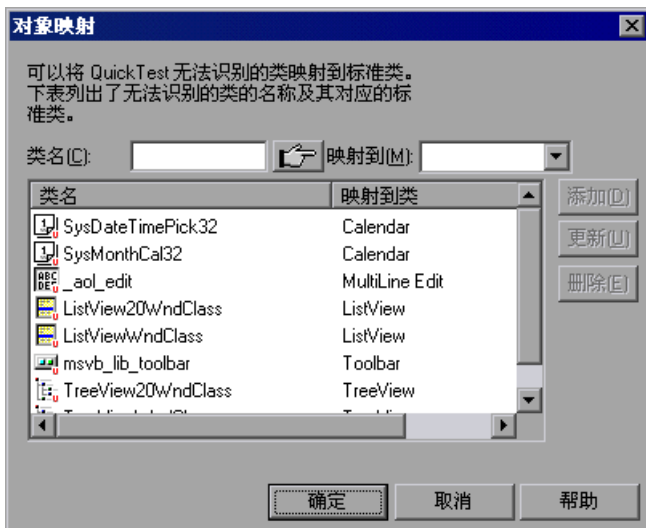 对象映射
可以将 QuickTest 无法识别的类映射到标准类。
下表列出了无法识别的类的名称及其对应的标
准类。
类名(C): 映射到(M):
类名 映射到类 添加(D)
SysDateTimePick32 Calendar
更新(U)
SysMonthCal32 Calendar
_aol_edit MultiLine Edit 删除(E)
ListView20WndClass ListView
ListViewWndClass ListView
msvb_lib_toolbar Toolbar
TreeView20WndClass TreeView
确定 取消 帮助